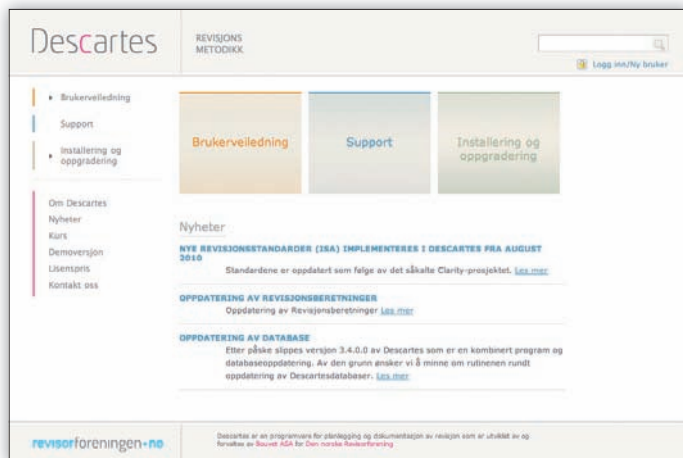 Descartes
REVISJONS
METODIKK
Logg inn/Ny bruker
Brukerveiledning
Support
Installering og
oppgradering
Om Descartes
Nyheter
Kurs
Demoversjon
Lisenspris
Kontakt oss
Brukerveiledning
Support
Installering og
oppgradering
Nyheter
NYE REVISJONSSTANDARDER (ISA) IMPLEMENTERES I DESCARTES FRA AUGUST
2010
Standardene er oppdatert som følge av det såkalte Clarity-prosjektet. Les mer
OPPDATERING AV REVISJONSBERETNINGER
Oppdatering av Revisjonsberetninger Les mer
OPPDATERING AV DATABASE
Etter påske slippes versjon 3.4.0.0 av Descartes som er en kombinert program og
databaseoppdatering. Av den grunn ønsker vi å minne om rutinenen rundt
oppdatering av Descartesdatabaser. Les mer
revisorforeningen.no
Descartes er en programvare for planlegging og dokumentasjon av revisjon som er utviklet av og
forvaltes av Bouvet ASA for Den norske Revisorforening